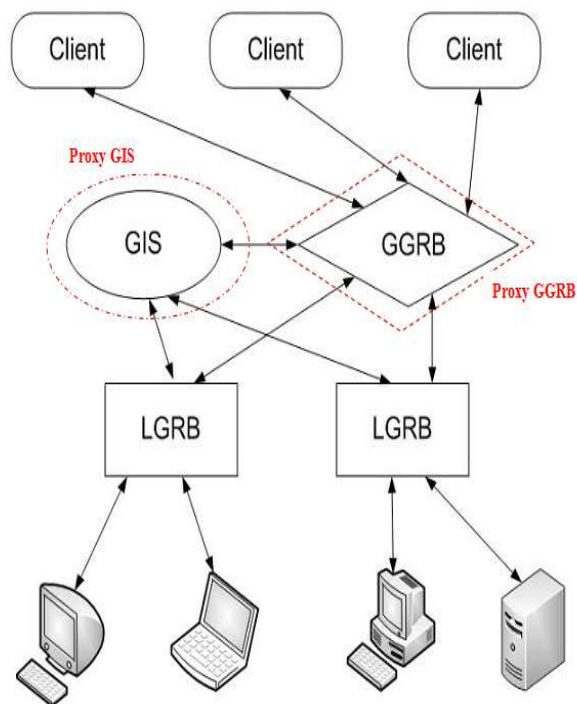 Client
Client
Client
Proxy GIS
GIS
GGRB
Proxy GGRB
LGRB
LGRB